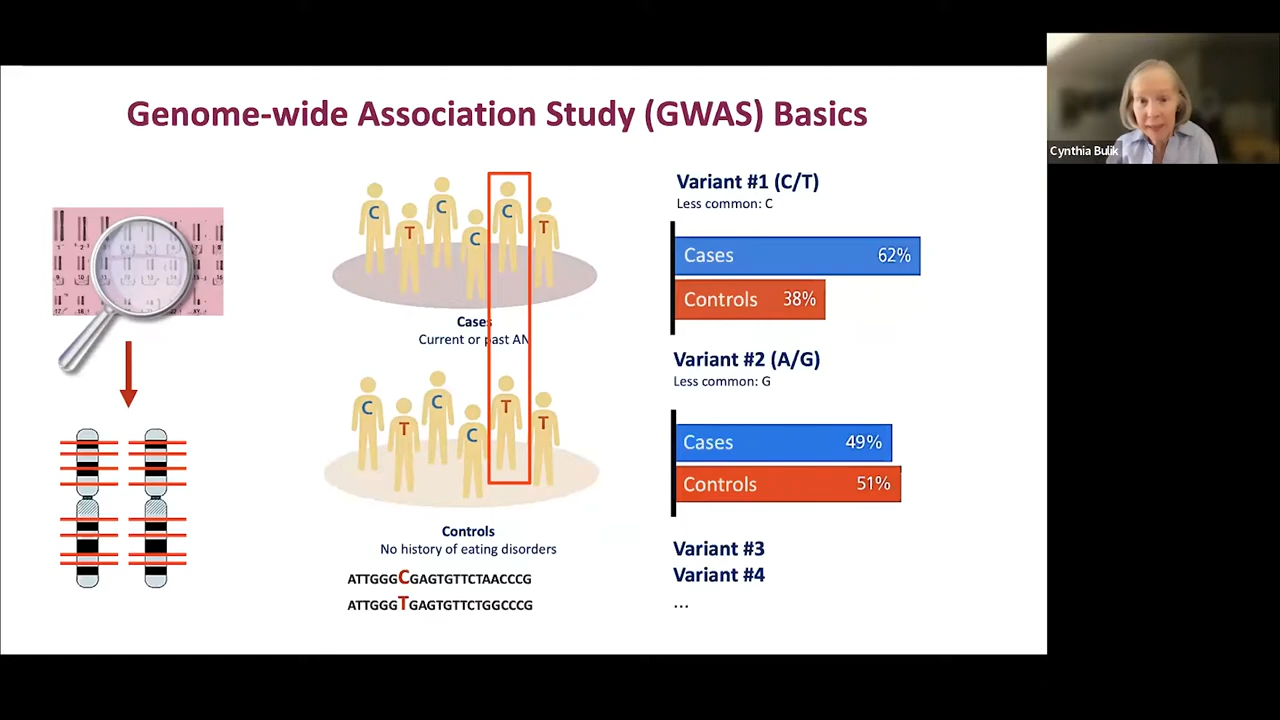 Genome-wide Association Study (GWAS) Basics
Cynthia Bulik
C
T
C
C
C
T
Cases
Current or past AN
C
T
C
C
T
T
Controls
No history of eating disorders
ATTGGGCGAGTGTTCTAACCCG
ATTGGGTGAGTGTTCTGGCCCG
Variant #1 (C/T)
Less common: C
Cases 62%
Controls 38%
Variant #2 (A/G)
Less common: G
Cases 49%
Controls 51%
Variant #3
Variant #4
...